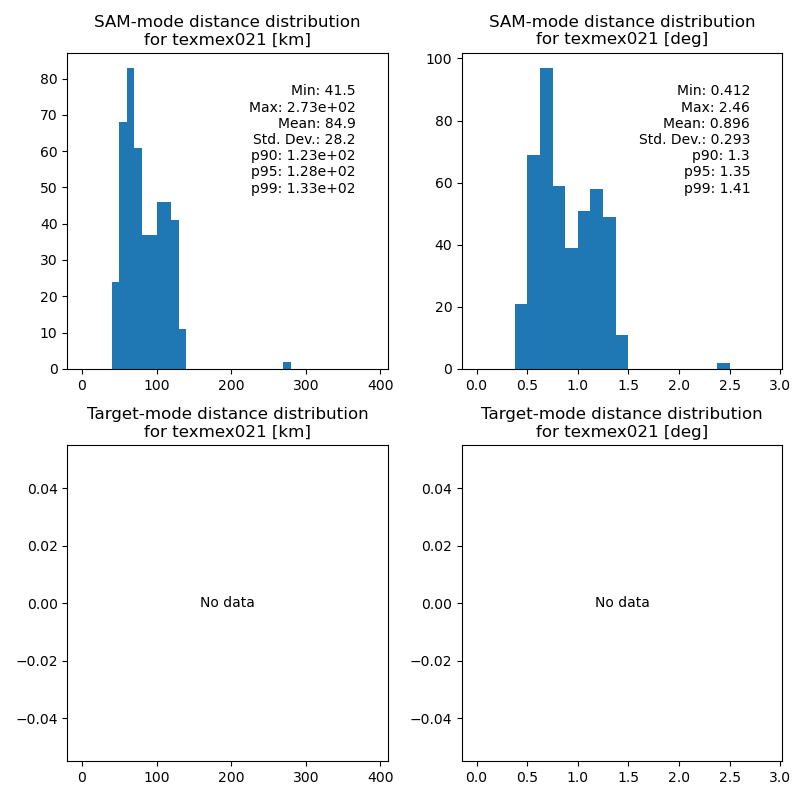 SAM-mode distance distribution
for texmex021 [km]
Min: 41.5
Max: 2.73e+02
Mean: 84.9
Std. Dev.: 28.2
p90: 1.23e+02
p95: 1.28e+02
p99: 1.33e+02
80
70
60
50
40
30
20
10
0
0 100 200 300 400
SAM-mode distance distribution
for texmex021 [deg]
Min: 0.412
Max: 2.46
Mean: 0.896
Std. Dev.: 0.293
p90: 1.3
p95: 1.35
p99: 1.41
100
80
60
40
20
0
0.0 0.5 1.0 1.5 2.0 2.5 3.0
Target-mode distance distribution
for texmex021 [km]
0.04
0.02
0.00
−0.02
−0.04
No data
0 100 200 300 400
Target-mode distance distribution
for texmex021 [deg]
0.04
0.02
0.00
−0.02
−0.04
No data
0.0 0.5 1.0 1.5 2.0 2.5 3.0